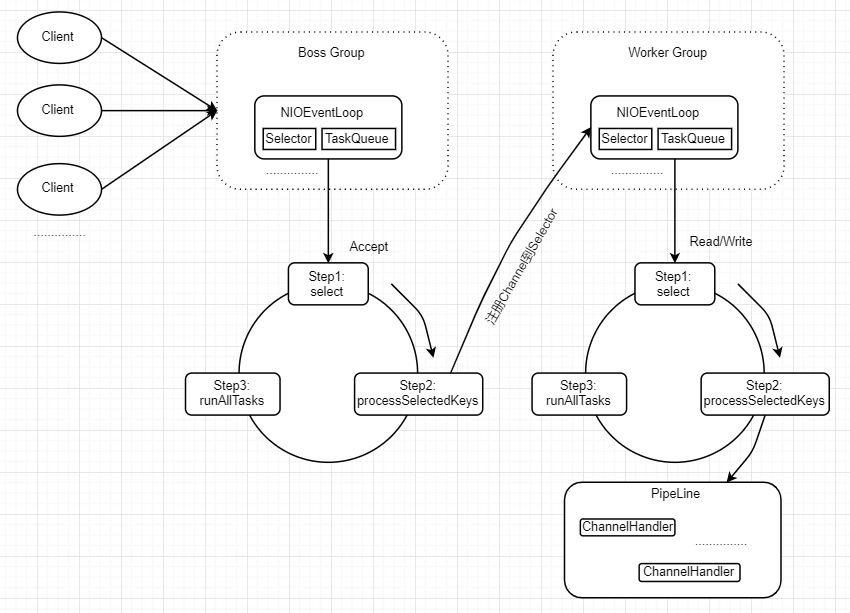 Client
Client
Client
Boss Group
NIOEventLoop
Selector
TaskQueue
Accept
Step1:
select
Step2:
processSelectedKeys
Step3:
runAllTasks
注册Channel到Selector
Worker Group
NIOEventLoop
Selector
TaskQueue
Read/Write
Step1:
select
Step2:
processSelectedKeys
Step3:
runAllTasks
PipeLine
ChannelHandler
ChannelHandler